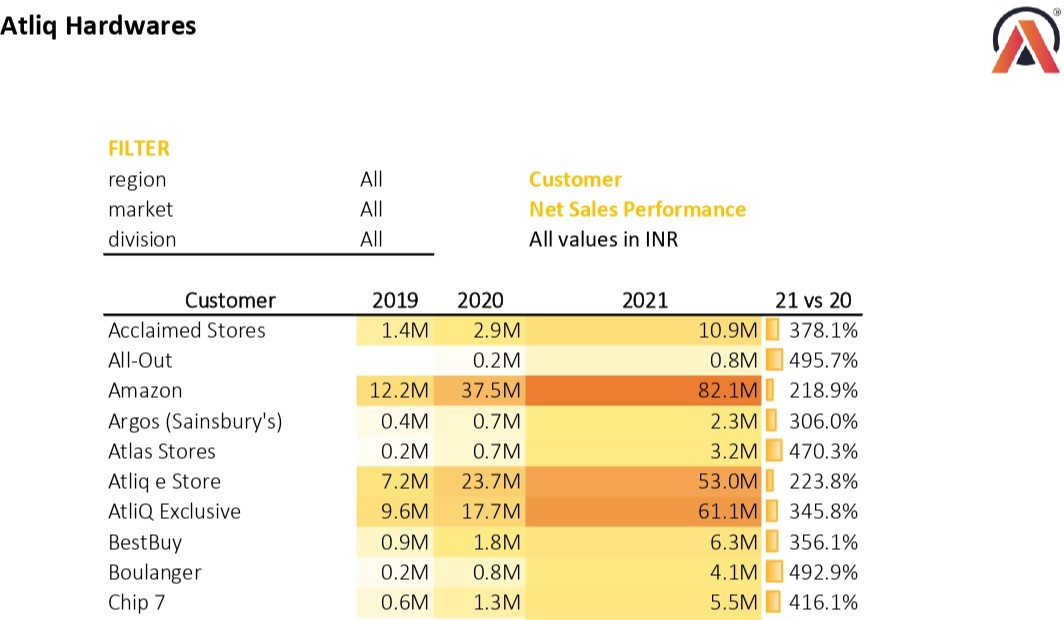 Atliq Hardwares
®
FILTER
region All Customer
market All Net Sales Performance
division All All values in INR
Customer 2019 2020 2021 21 vs 20
Acclaimed Stores 1.4M 2.9M 10.9M 378.1%
All-Out 0.2M 0.8M 495.7%
Amazon 12.2M 37.5M 82.1M 218.9%
Argos (Sainsbury's) 0.4M 0.7M 2.3M 306.0%
Atlas Stores 0.2M 0.7M 3.2M 470.3%
Atliq e Store 7.2M 23.7M 53.0M 223.8%
AtliQ Exclusive 9.6M 17.7M 61.1M 345.8%
BestBuy 0.9M 1.8M 6.3M 356.1%
Boulanger 0.2M 0.8M 4.1M 492.9%
Chip 7 0.6M 1.3M 5.5M 416.1%